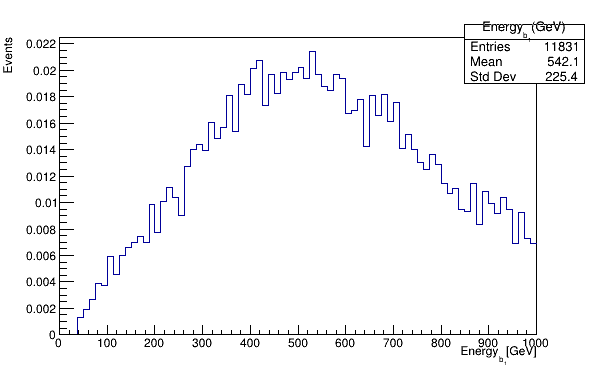 Energy_b1 (GeV)
Entries 11831
Mean 542.1
Std Dev 225.4
Events
0.022
0.02
0.018
0.016
0.014
0.012
0.01
0.008
0.006
0.004
0.002
0
0 100 200 300 400 500 600 700 800 900 1000
Energy_b1 [GeV]